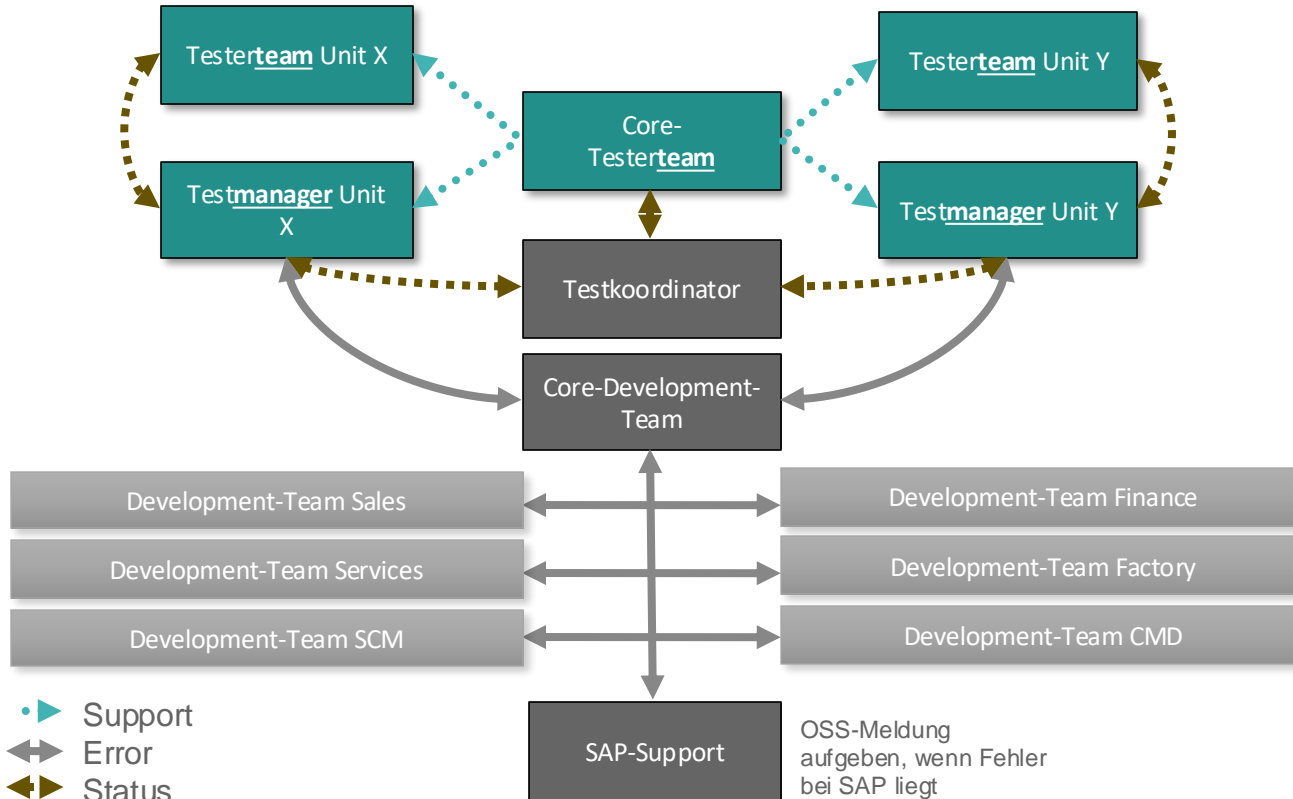 Testerteam Unit X
Testerteam Unit Y
Core-
Testerteam
Testmanager Unit
X
Testmanager Unit Y
Testkoordinator
Core-Development-
Team
Development-Team Sales
Development-Team Finance
Development-Team Services
Development-Team Factory
Development-Team SCM
Development-Team CMD
Support
Error
Status
SAP-Support
OSS-Meldung
aufgeben, wenn Fehler
bei SAP liegt